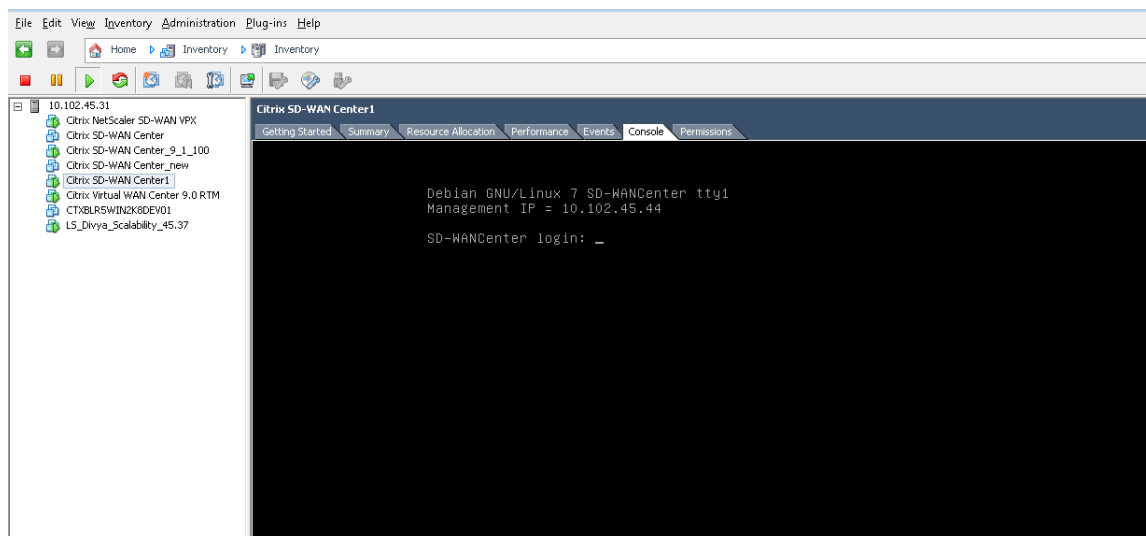 File Edit View Inventory Administration Plug-ins Help
Home Inventory Inventory
10.102.45.31
Citrix NetScaler SD-WAN VPX
Citrix SD-WAN Center
Citrix SD-WAN Center_9_1_100
Citrix SD-WAN Center_new
Citrix SD-WAN Center1
Citrix Virtual WAN Center 9.0 RTM
CTXBLR5WIN2K8DEV01
LS_Divya_Scalability_45.37
Citrix SD-WAN Center1
Getting Started Summary Resource Allocation Performance Events Console Permissions
Debian GNU/Linux 7 SD-WANCenter tty1
Management IP = 10.102.45.44
SD-WANCenter login: _